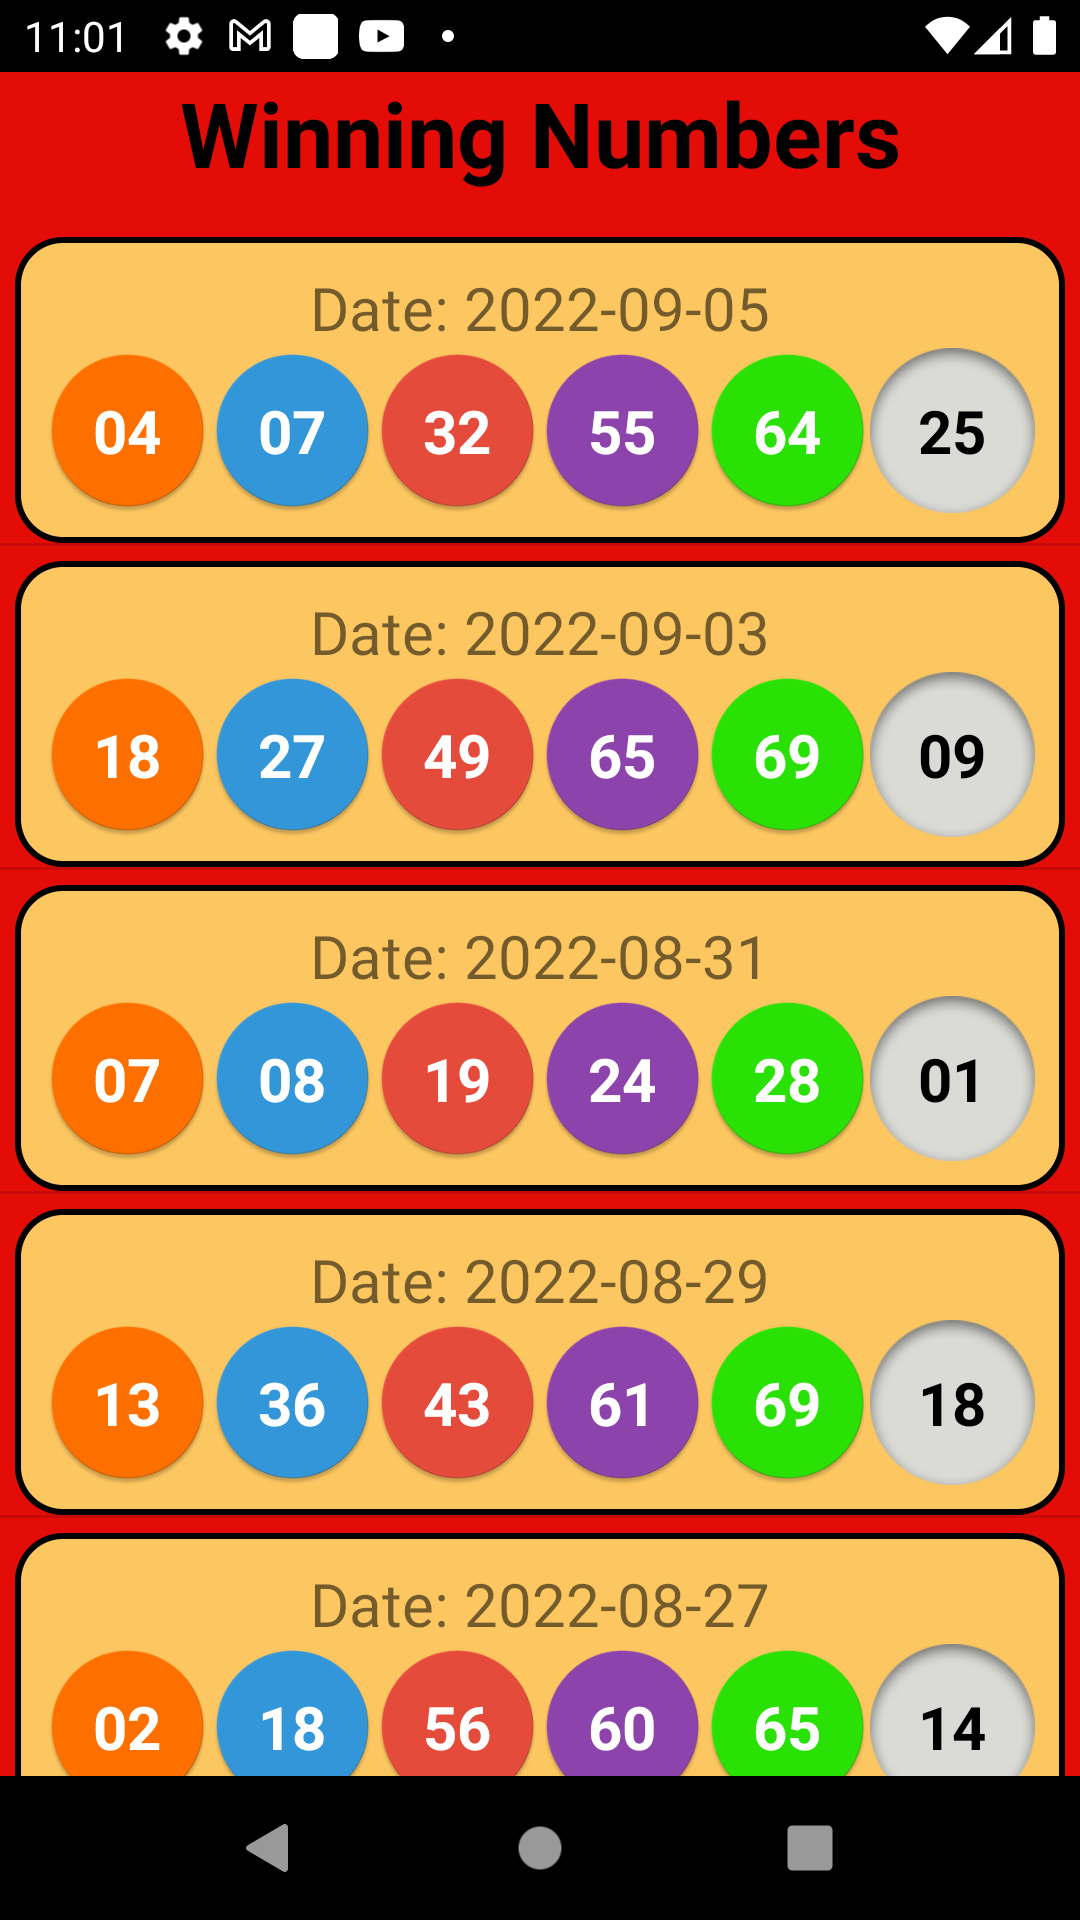 11:01
Winning Numbers
Date: 2022-09-05
04 07 32 55 64 25
Date: 2022-09-03
18 27 49 65 69 09
Date: 2022-08-31
07 08 19 24 28 01
Date: 2022-08-29
13 36 43 61 69 18
Date: 2022-08-27
02 18 56 60 65 14